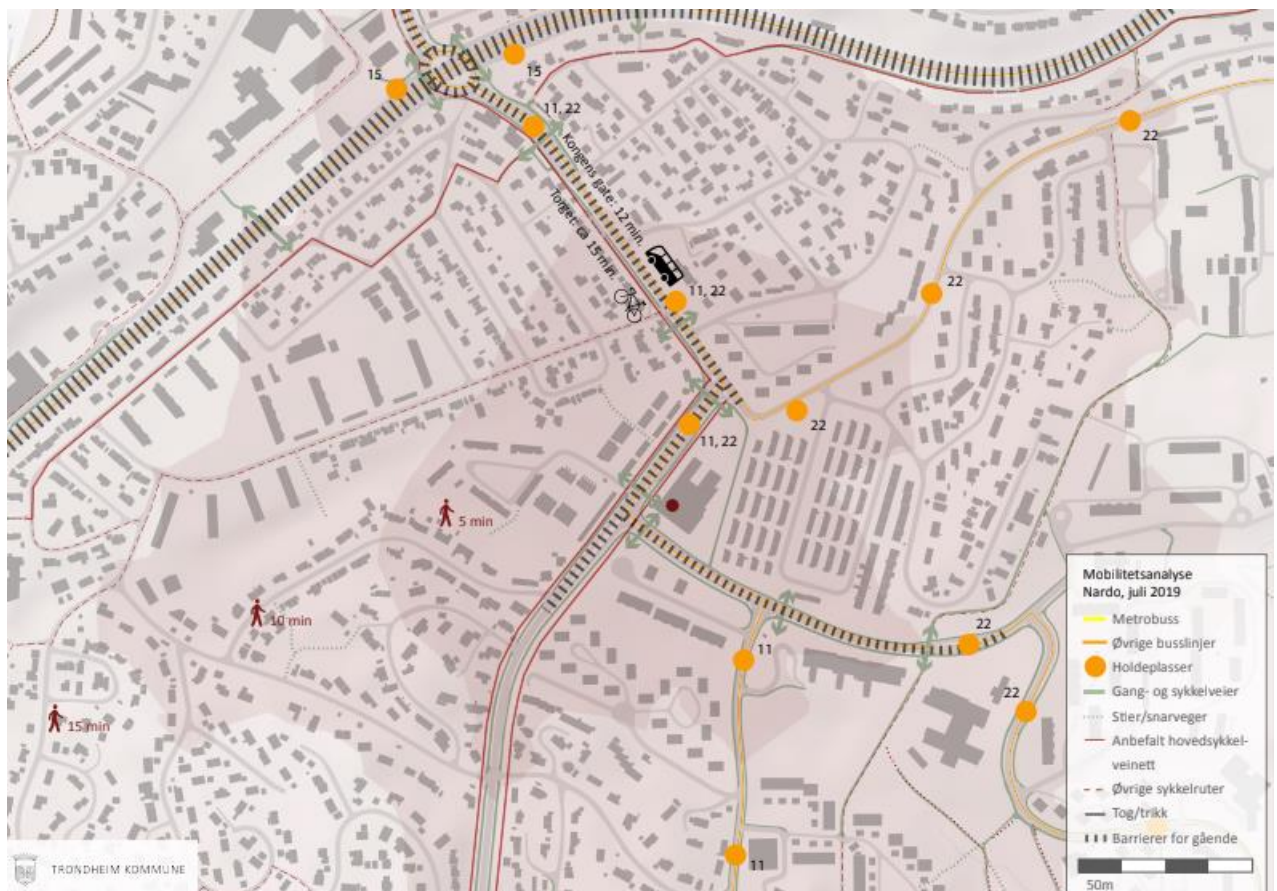 15
15
11, 22
22
Kongens gate: 12 min.
Torget: ca 15 min.
22
11, 22
22
11, 22
5 min
10 min
22
11
22
15 min
11
Mobilitetsanalyse
Nardo, juli 2019
Metrobuss
Øvrige busslinjer
Holdeplasser
Gang- og sykkelveier
Stier/snarveger
Anbefalt hovedsykkel-
veinett
Øvrige sykkelruter
Tog/trikk
Barrierer for gående
50m
TRONDHEIM KOMMUNE